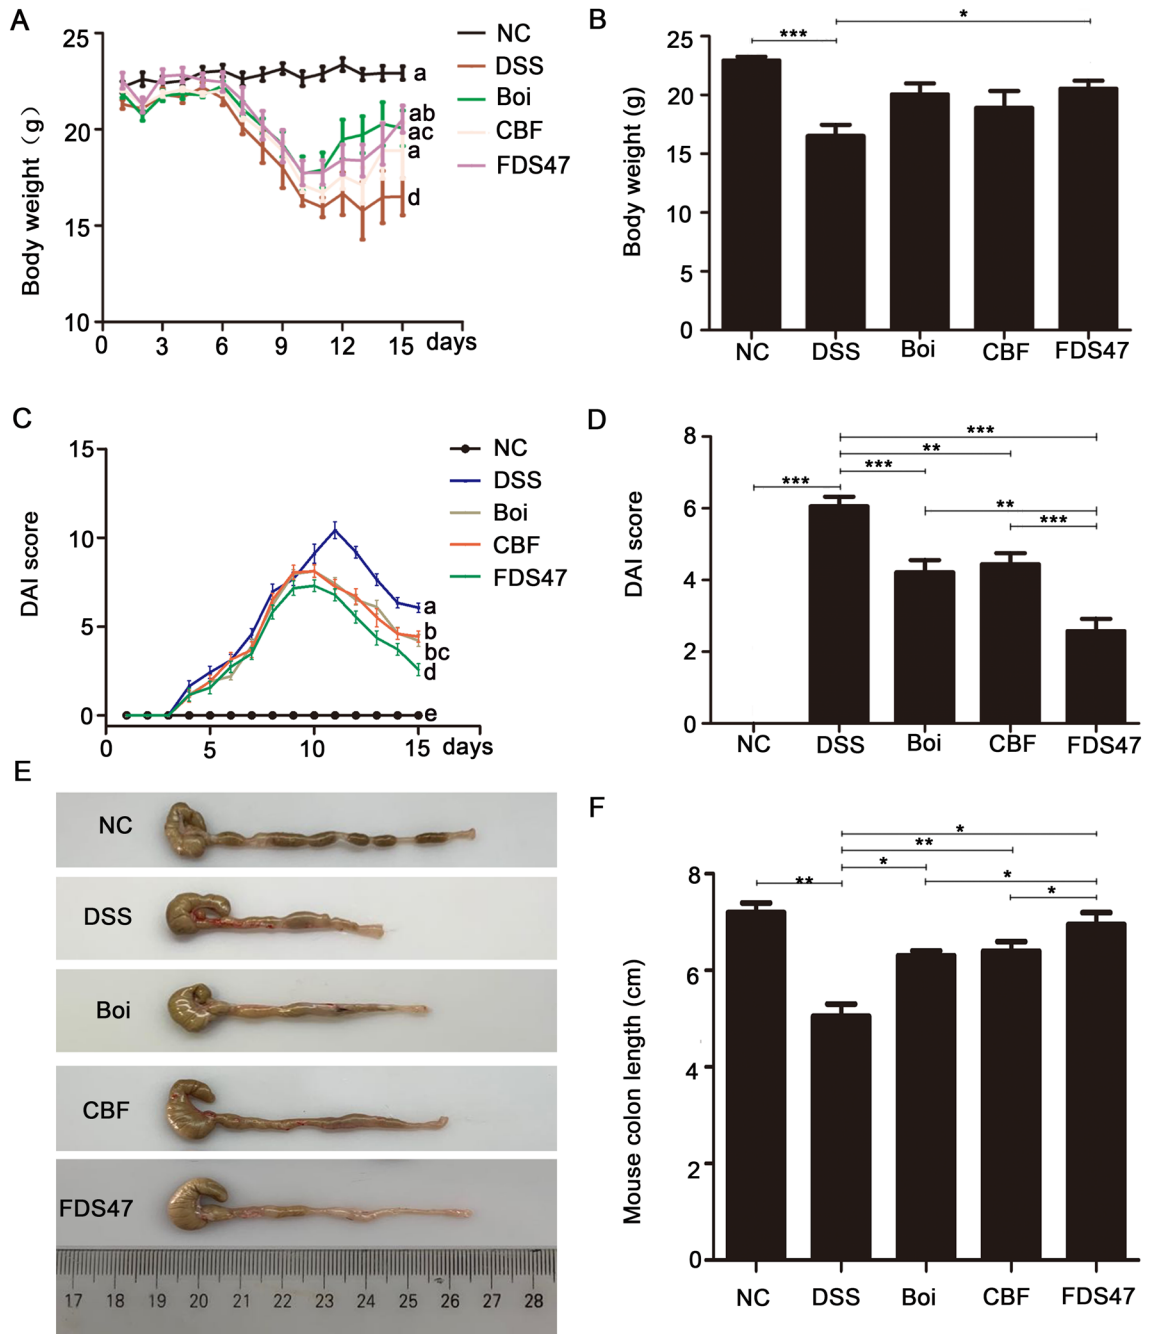 A
25
20
15
10
Body weight (g)
0 3 6 9 12 15 days
NC
DSS
Boi
CBF
FDS47
a
ab
ac
a
d
B
25
20
15
10
5
0
Body weight (g)
***
*
NC DSS Boi CBF FDS47
C
15
10
5
0
DAI score
0 5 10 15 days
NC
DSS
Boi
CBF
FDS47
a
b
bc
d
e
D
8
6
4
2
0
DAI score
***
**
***
***
**
***
NC DSS Boi CBF FDS47
E
NC
DSS
Boi
CBF
FDS47
17 18 19 20 21 22 23 24 25 26 27 28
F
8
6
4
2
0
Mouse colon length (cm)
*
**
*
**
*
*
NC DSS Boi CBF FDS47